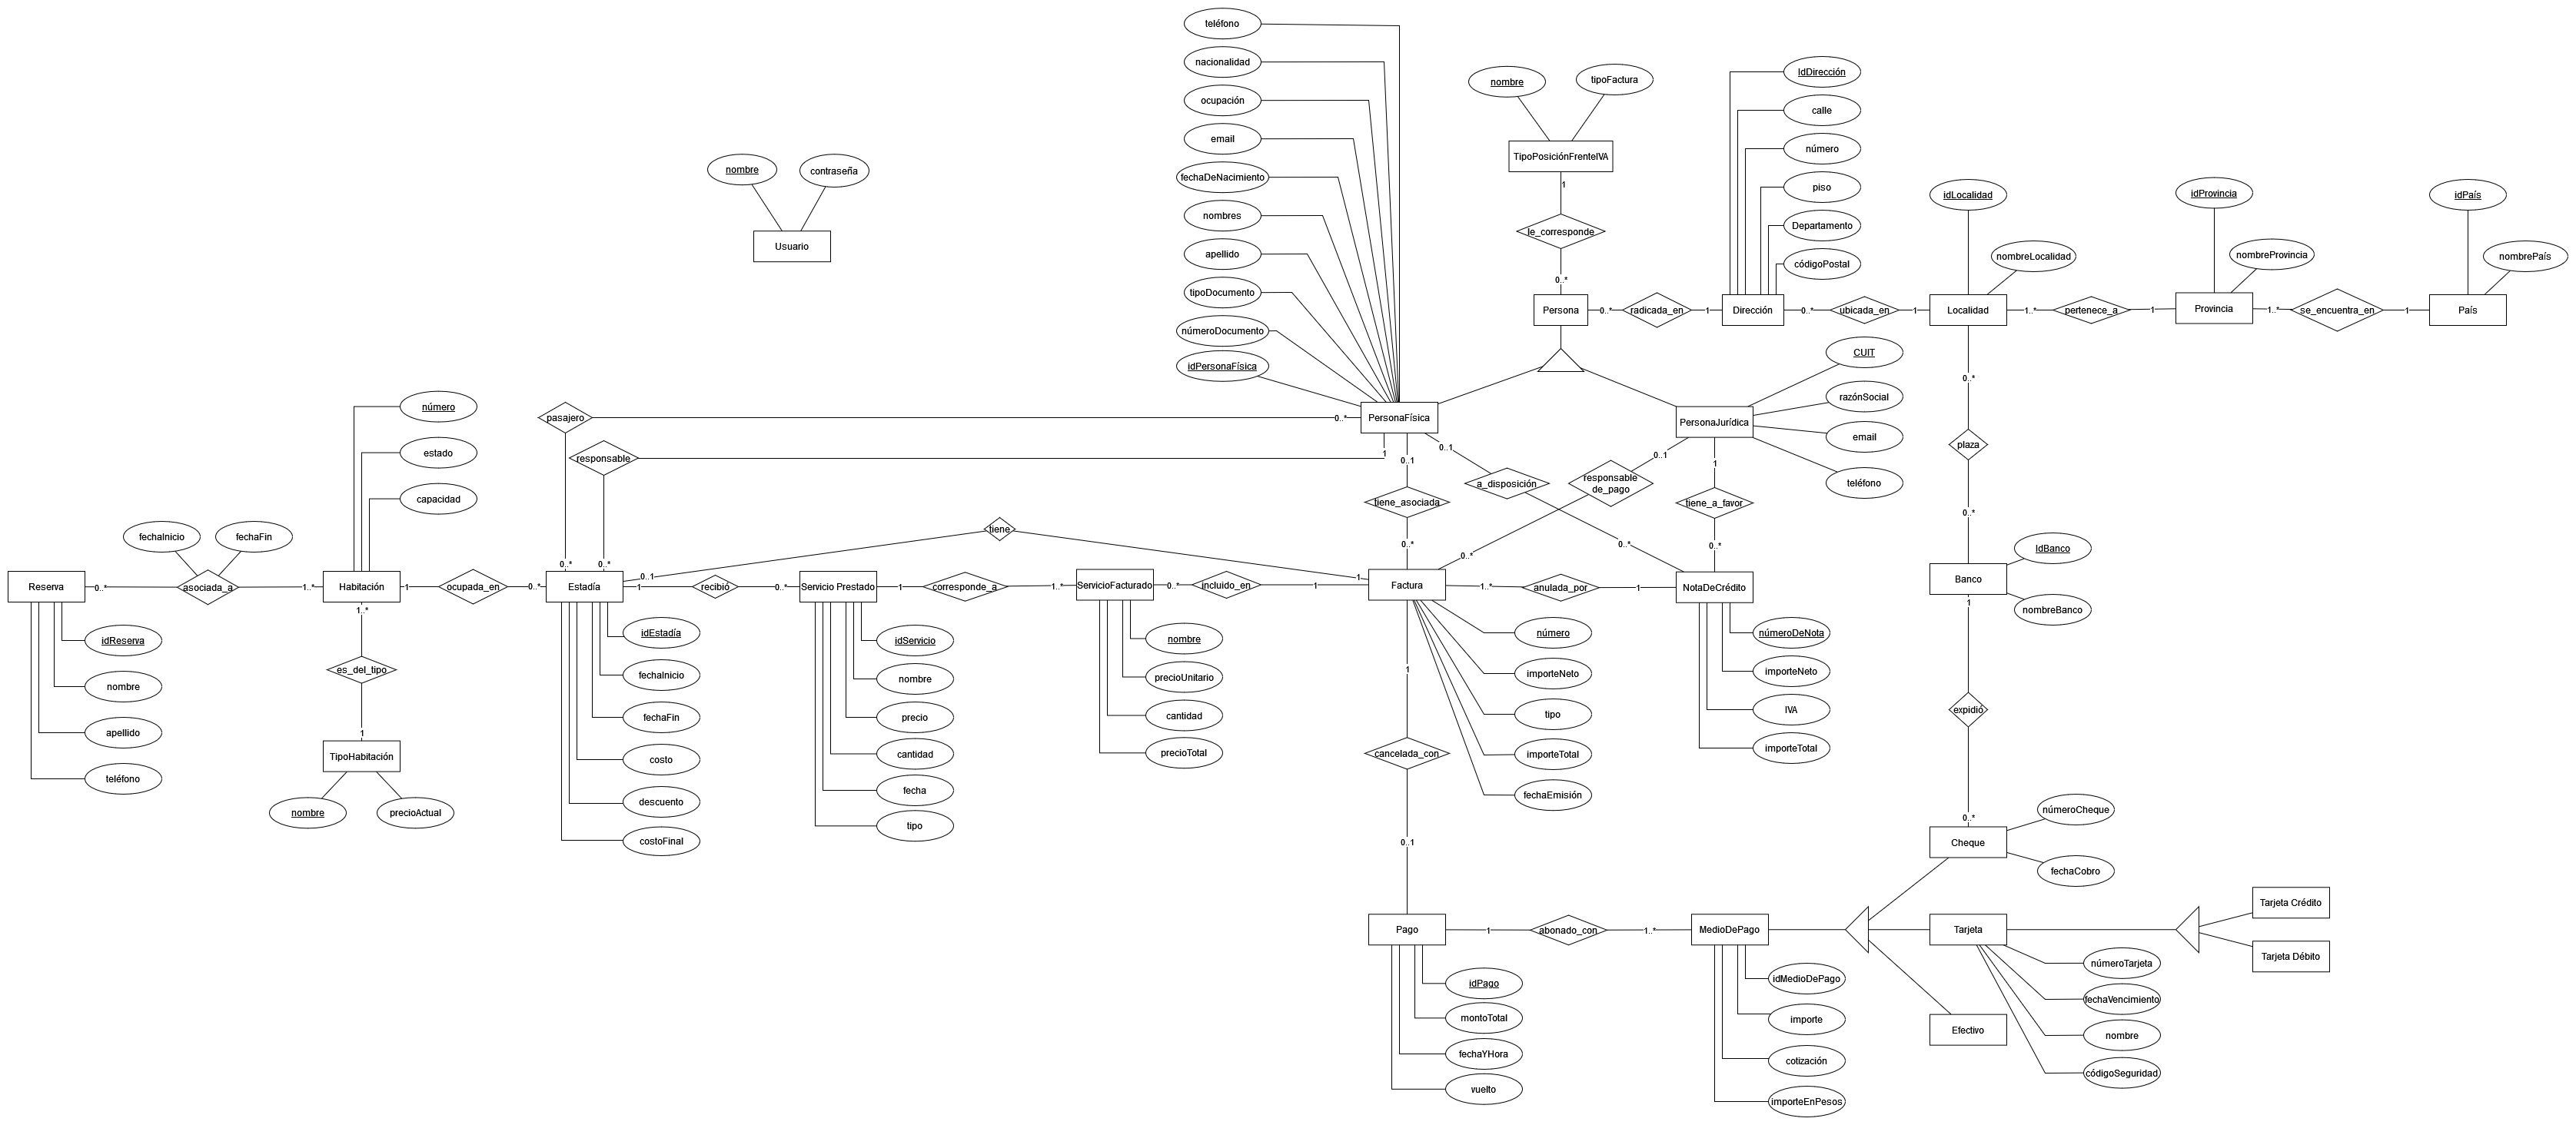 teléfono
nacionalidad
ocupación
email
fechaDeNacimiento
nombres
apellido
tipoDocumento
númeroDocumento
idPersonaFísica
nombre
tipoFactura
TipoPosiciónFrenteIVA
1
le_corresponde
0..*
Persona
0..*
radicada_en
1
Dirección
IdDirección
calle
número
piso
Departamento
códigoPostal
0..*
ubicada_en
1
Localidad
idLocalidad
nombreLocalidad
1..*
pertenece_a
1
Provincia
idProvincia
nombreProvincia
1..*
se_encuentra_en
1
País
idPaís
nombrePaís
nombre
contraseña
Usuario
pasajero
0..*
0..*
PersonaFísica
responsable
1
0..*
0..1
tiene_asociada
0..*
0..1
a_disposición
0..*
PersonaJurídica
CUIT
razónSocial
email
teléfono
0..1
responsable
de_pago
0..*
1
tiene_a_favor
0..*
0..*
plaza
0..*
Banco
IdBanco
nombreBanco
1
expidió
0..*
Cheque
númeroCheque
fechaCobro
número
estado
capacidad
fechaInicio
fechaFin
Reserva
0..*
asociada_a
1..*
Habitación
1
ocupada_en
0..*
Estadía
0..1
tiene
1
1
recibió
0..*
Servicio Prestado
1
corresponde_a
1..*
ServicioFacturado
0..*
incluido_en
1
Factura
1..*
anulada_por
1
NotaDeCrédito
idReserva
nombre
apellido
teléfono
1..*
es_del_tipo
1
TipoHabitación
nombre
precioActual
idEstadía
fechaInicio
fechaFin
costo
descuento
costoFinal
idServicio
nombre
precio
cantidad
fecha
tipo
nombre
precioUnitario
cantidad
precioTotal
número
importeNeto
tipo
importeTotal
fechaEmisión
númeroDeNota
importeNeto
IVA
importeTotal
1
cancelada_con
0..1
Pago
1
abonado_con
1..*
MedioDePago
idPago
montoTotal
fechaYHora
vuelto
idMedioDePago
importe
cotización
importeEnPesos
Tarjeta
Efectivo
númeroTarjeta
fechaVencimiento
nombre
códigoSeguridad
Tarjeta Crédito
Tarjeta Débito